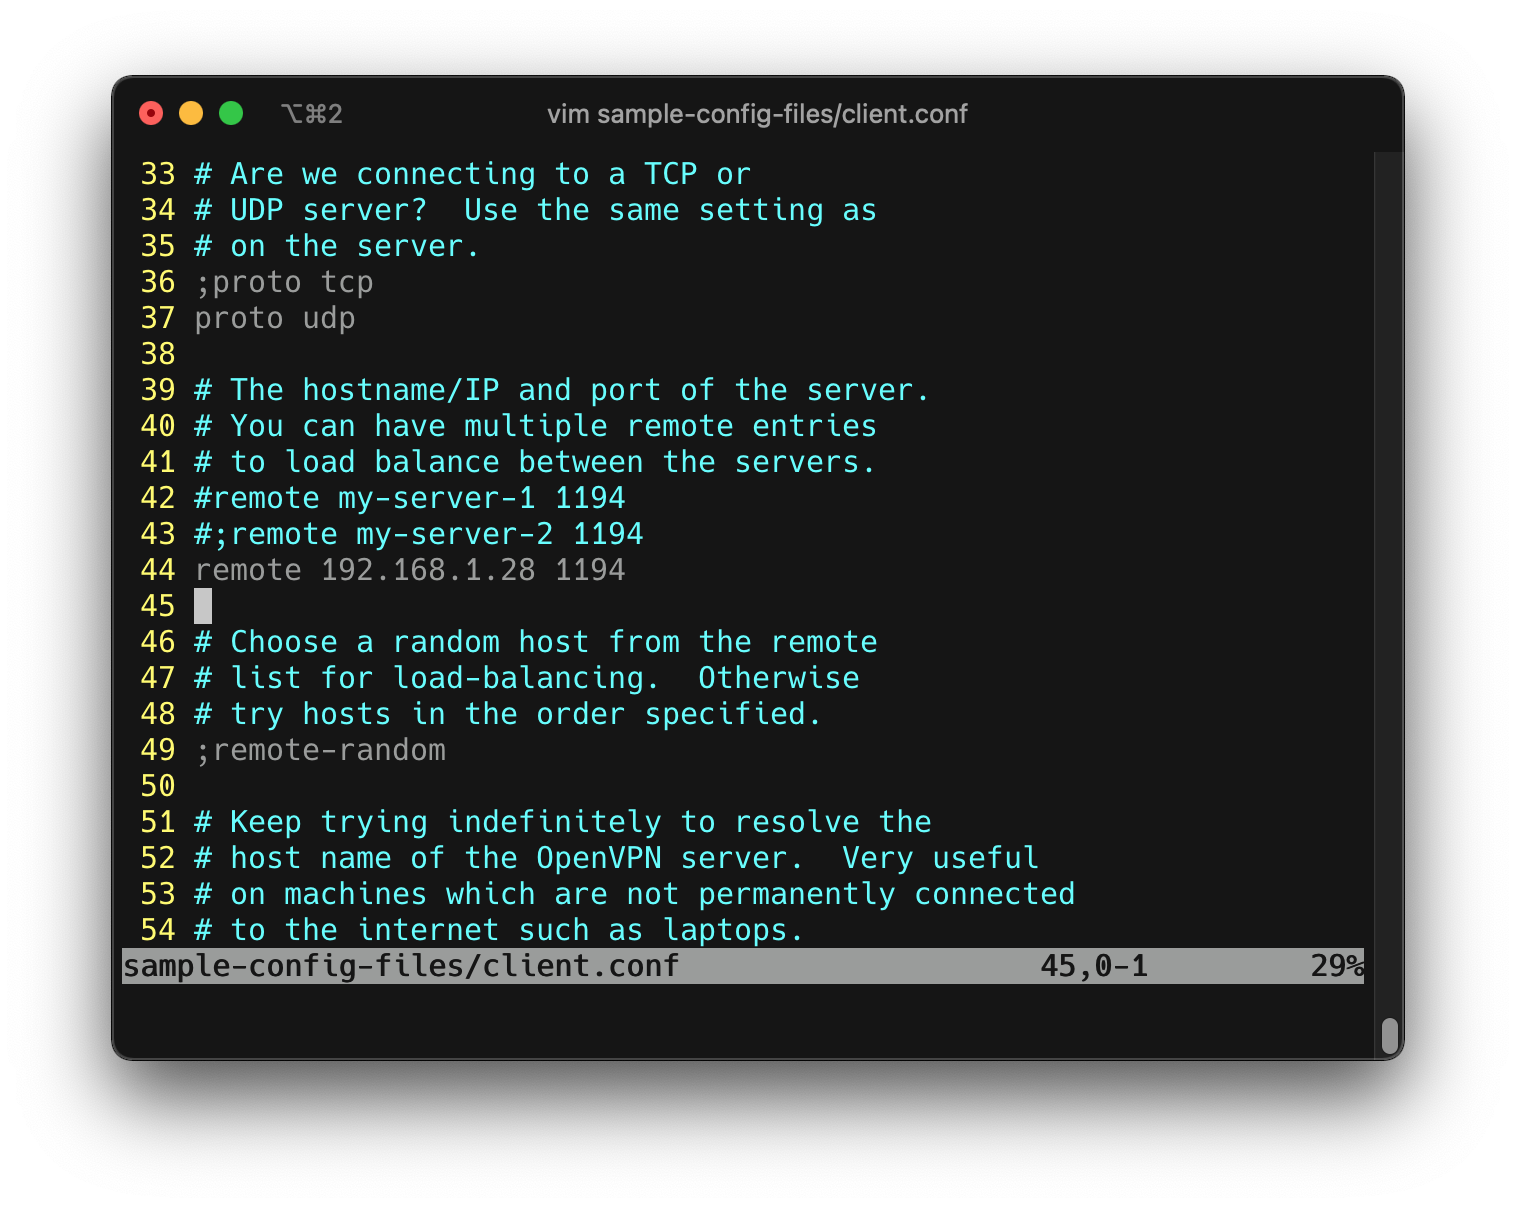 ⌥⌘2 vim sample-config-files/client.conf
33 # Are we connecting to a TCP or
34 # UDP server?  Use the same setting as
35 # on the server.
36 ;proto tcp
37 proto udp
38
39 # The hostname/IP and port of the server.
40 # You can have multiple remote entries
41 # to load balance between the servers.
42 #remote my-server-1 1194
43 #;remote my-server-2 1194
44 remote 192.168.1.28 1194
45
46 # Choose a random host from the remote
47 # list for load-balancing.  Otherwise
48 # try hosts in the order specified.
49 ;remote-random
50
51 # Keep trying indefinitely to resolve the
52 # host name of the OpenVPN server.  Very useful
53 # on machines which are not permanently connected
54 # to the internet such as laptops.
sample-config-files/client.conf 45,0-1 29%